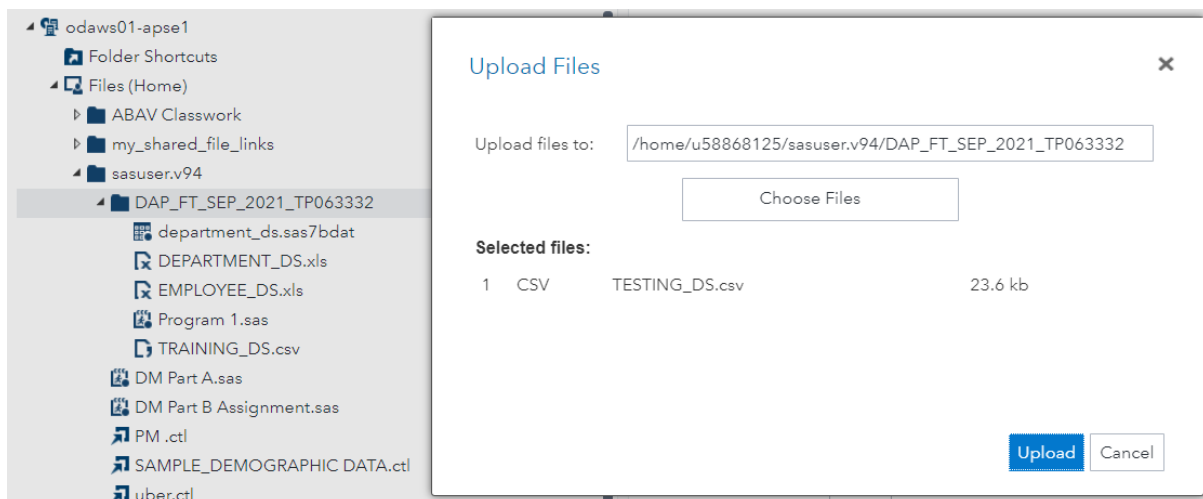 odaws01-apse1
Folder Shortcuts
Files (Home)
ABAV Classwork
my_shared_file_links
sasuser.v94
DAP_FT_SEP_2021_TP063332
department_ds.sas7bdat
DEPARTMENT_DS.xls
EMPLOYEE_DS.xls
Program 1.sas
TRAINING_DS.csv
DM Part A.sas
DM Part B Assignment.sas
PM .ctl
SAMPLE_DEMOGRAPHIC DATA.ctl
uber.ctl
Upload Files
Upload files to: /home/u58868125/sasuser.v94/DAP_FT_SEP_2021_TP063332
Choose Files
Selected files:
1 CSV TESTING_DS.csv 23.6 kb
Upload Cancel